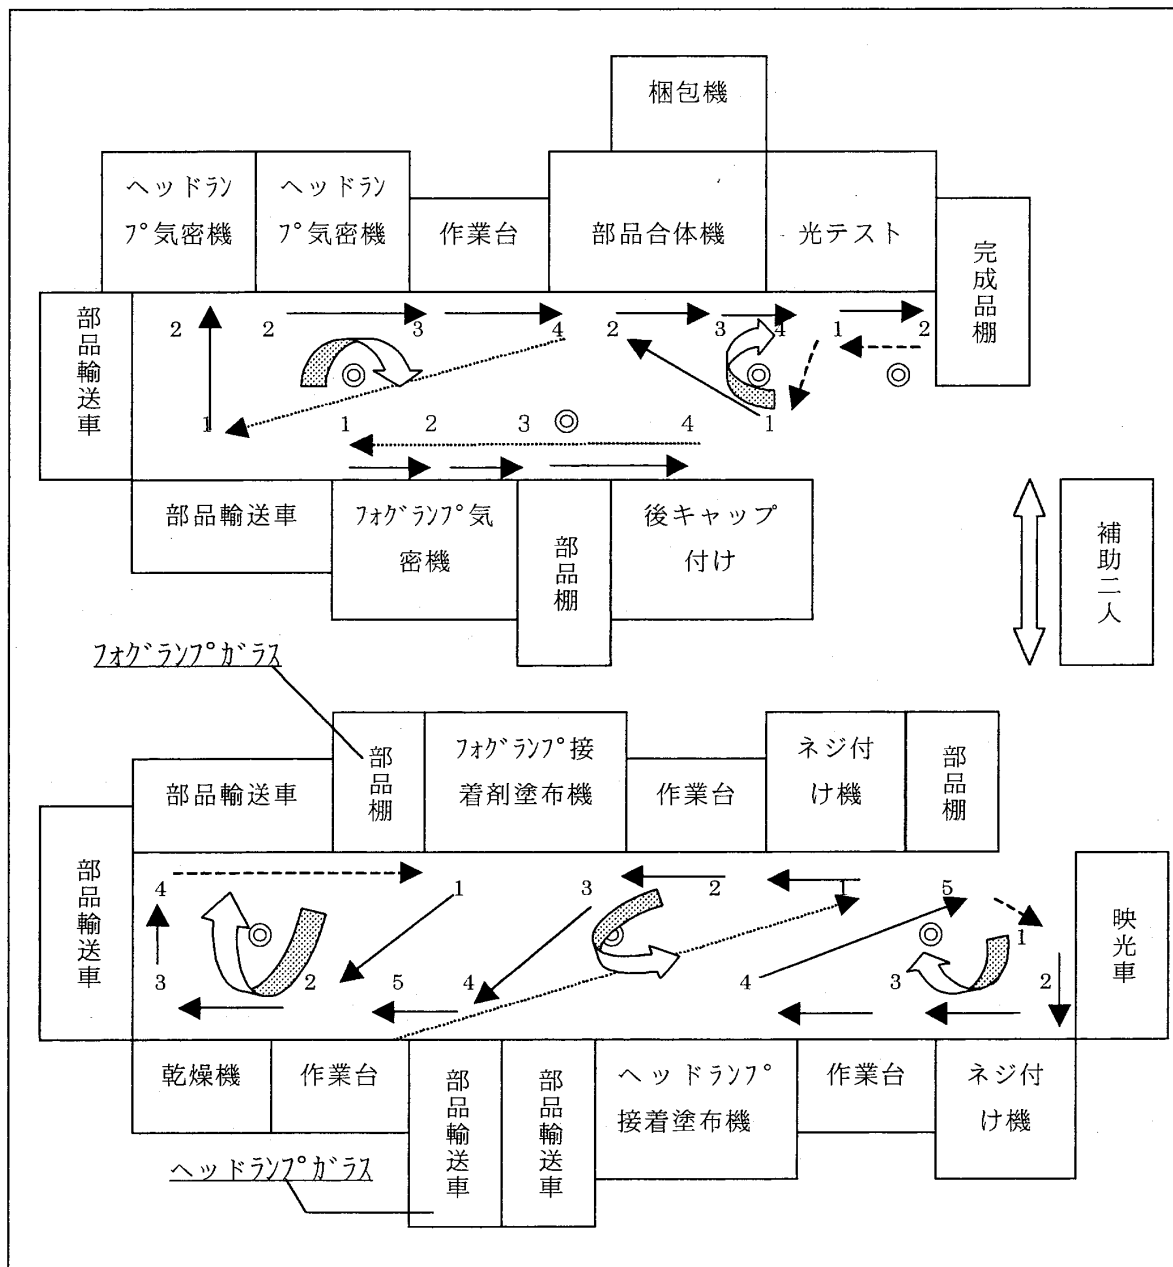 梱包機
ヘッドラン
プ気密機
ヘッドラン
プ気密機
作業台
部品合体機
光テスト
完成品棚
部品輸送車
2
2
3
4
2
3
4
1
2
1
1
2
3
4
1
部品輸送車
フォグランプ気
密機
部品棚
後キャップ
付け
補助二人
フォグランプガラス
部品輸送車
部品棚
フォグランプ接
着剤塗布機
作業台
ネジ付
け機
部品棚
部品輸送車
4
1
3
2
1
5
1
3
2
5
4
4
3
2
映光車
乾燥機
作業台
部品輸送車
部品輸送車
ヘッドランプ
接着塗布機
作業台
ネジ付
け機
ヘッドランプガラス